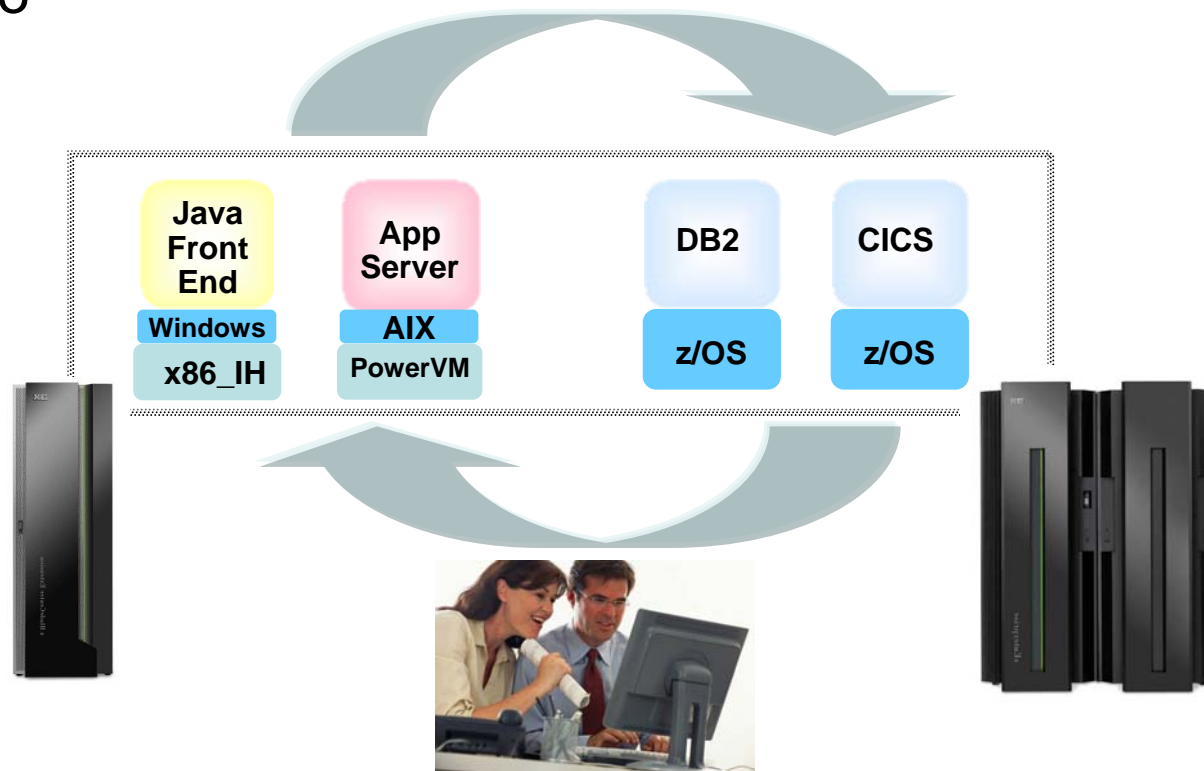 Java
Front
End
Windows
x86_IH
App
Server
AIX
PowerVM
DB2
z/OS
CICS
z/OS